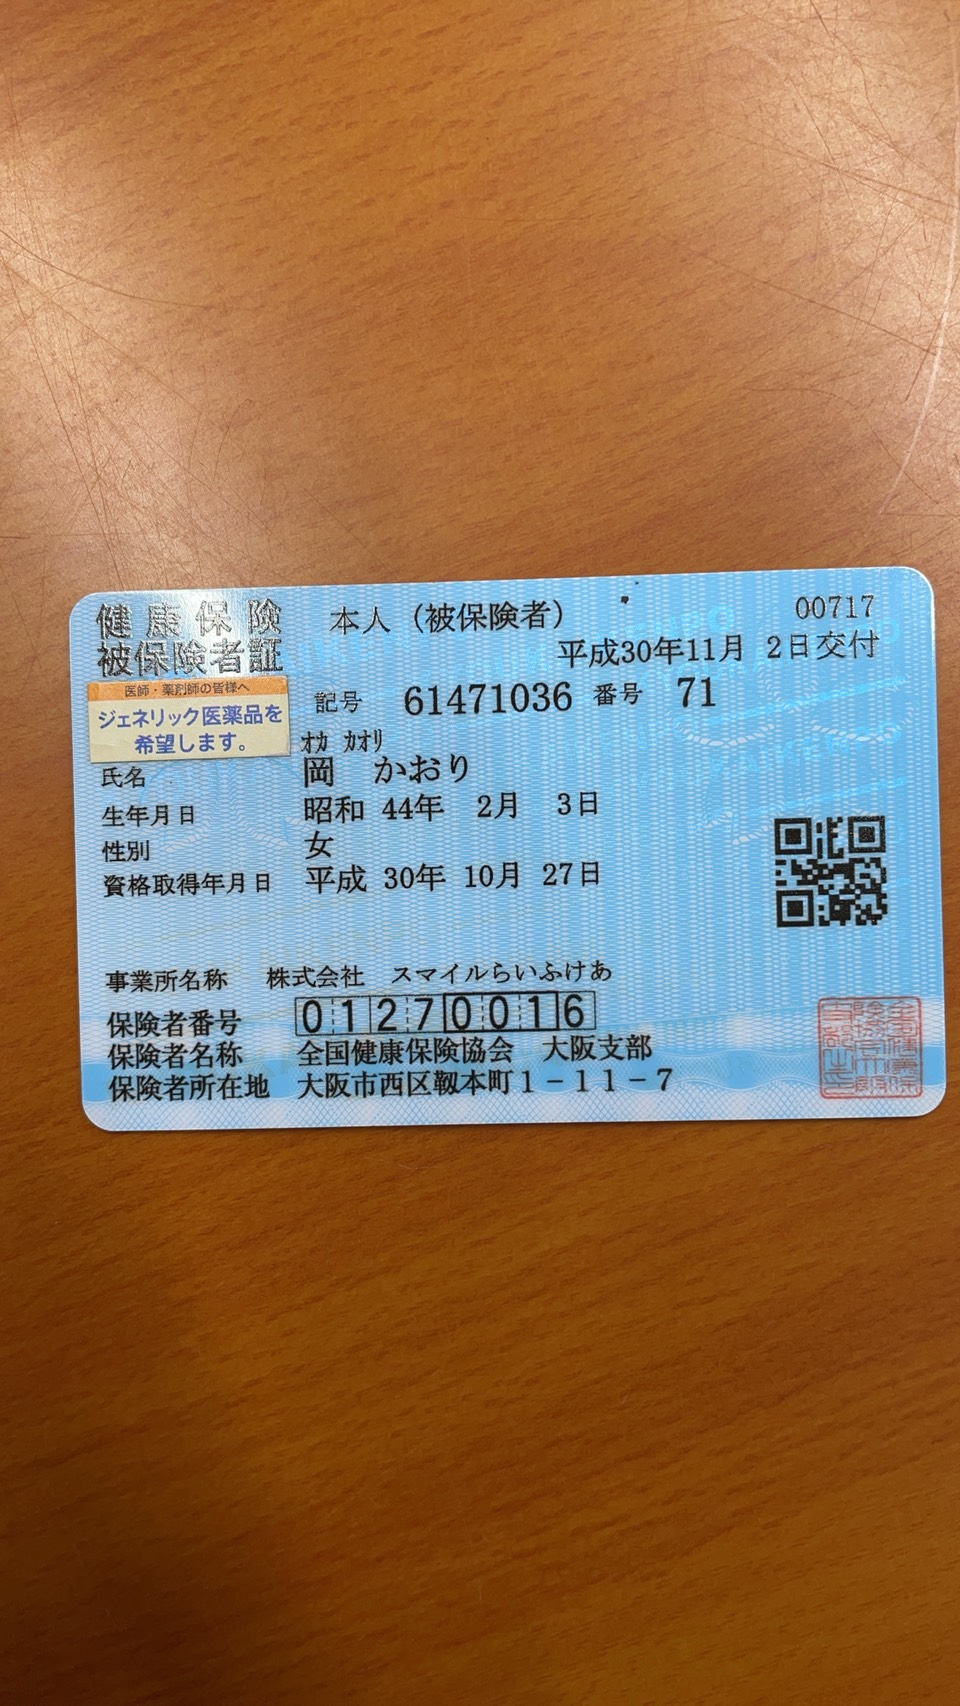 健康保険 本人（被保険者） 00717
被保険者証 平成30年11月 2日交付
医師・薬剤師の皆様へ
ジェネリック医薬品を
希望します。
記号 61471036 番号 71
ｵｶ ｶｵﾘ
氏名 岡 かおり
生年月日 昭和 44年 2月 3日
性別 女
資格取得年月日 平成 30年 10月 27日
事業所名称 株式会社 スマイルらいふけあ
保険者番号 01270016
保険者名称 全国健康保険協会 大阪支部
保険者所在地 大阪市西区靱本町１－１１－７